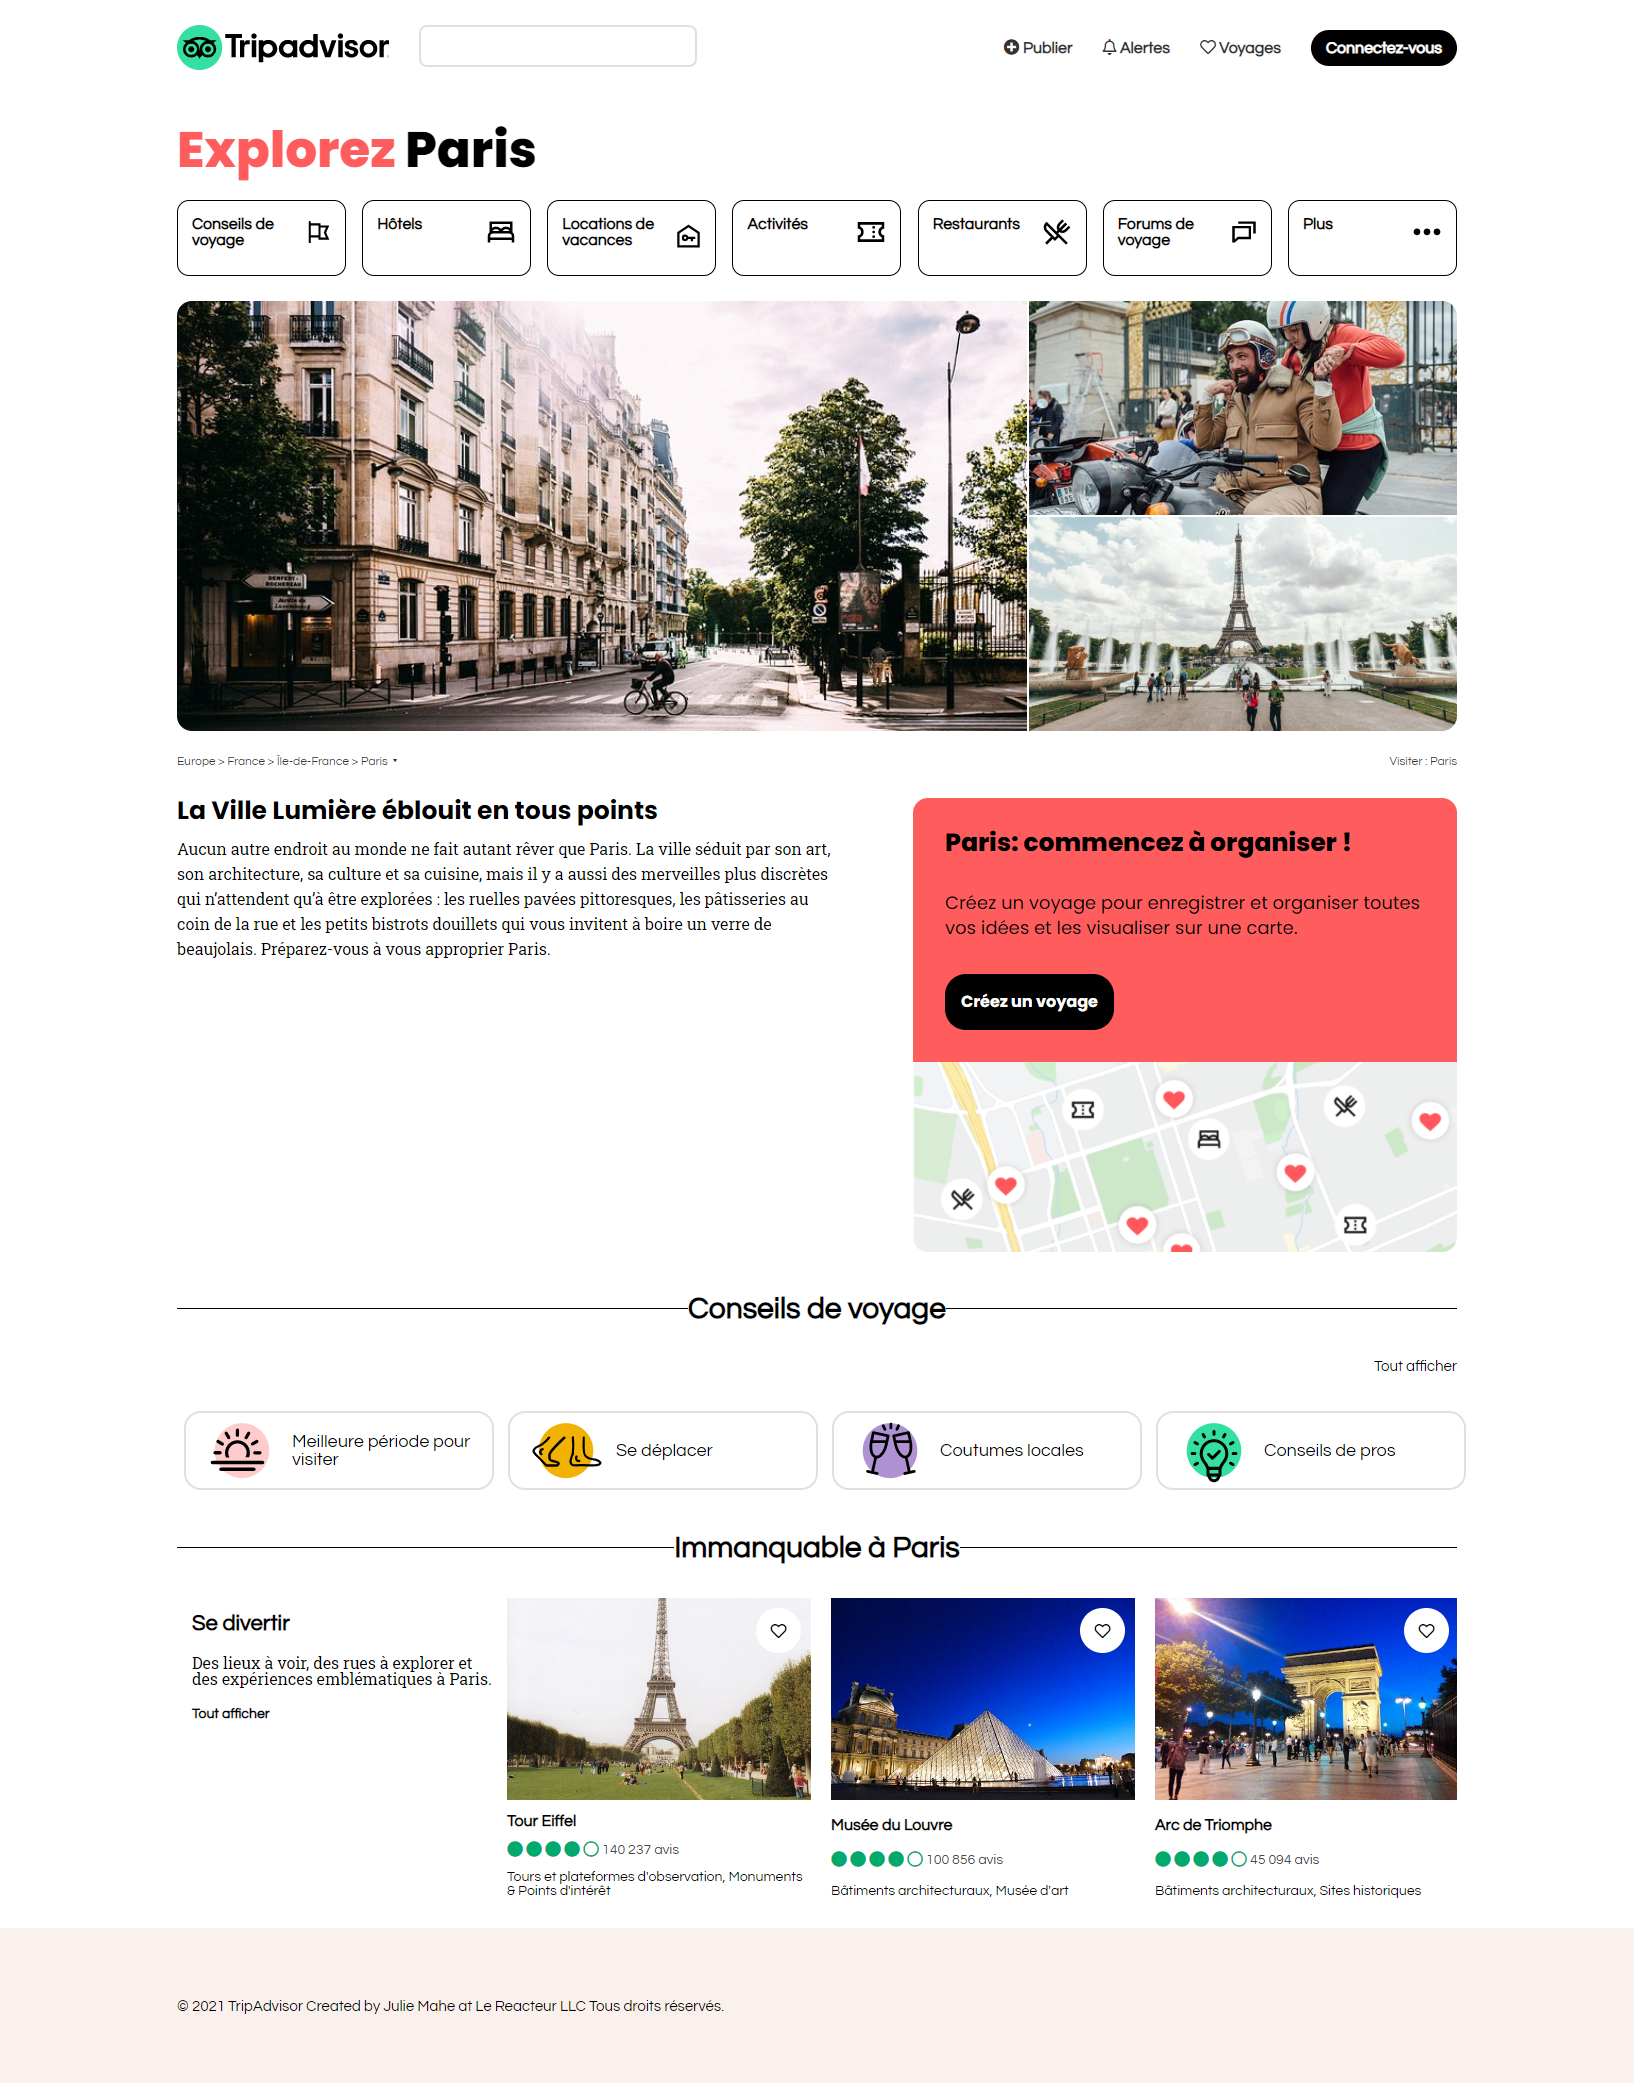 Tripadvisor
Publier
Alertes
Voyages
Connectez-vous
Explorez Paris
Conseils de
voyage
Hôtels
Locations de
vacances
Activités
Restaurants
Forums de
voyage
Plus
DENFERT-
ROCHEREAU
Jardin du
Luxembourg
Europe > France > Île-de-France > Paris
Visiter : Paris
La Ville Lumière éblouit en tous points
Aucun autre endroit au monde ne fait autant rêver que Paris. La ville séduit par son art,
son architecture, sa culture et sa cuisine, mais il y a aussi des merveilles plus discrètes
qui n’attendent qu’à être explorées : les ruelles pavées pittoresques, les pâtisseries au
coin de la rue et les petits bistrots douillets qui vous invitent à boire un verre de
beaujolais. Préparez-vous à vous approprier Paris.
Paris: commencez à organiser !
Créez un voyage pour enregistrer et organiser toutes
vos idées et les visualiser sur une carte.
Créez un voyage
Conseils de voyage
Tout afficher
Meilleure période pour
visiter
Se déplacer
Coutumes locales
Conseils de pros
Immanquable à Paris
Se divertir
Des lieux à voir, des rues à explorer et
des expériences emblématiques à Paris.
Tout afficher
Tour Eiffel
140 237 avis
Tours et plateformes d'observation, Monuments
& Points d'intérêt
Musée du Louvre
100 856 avis
Bâtiments architecturaux, Musée d'art
Arc de Triomphe
45 094 avis
Bâtiments architecturaux, Sites historiques
© 2021 TripAdvisor Created by Julie Mahe at Le Reacteur LLC Tous droits réservés.